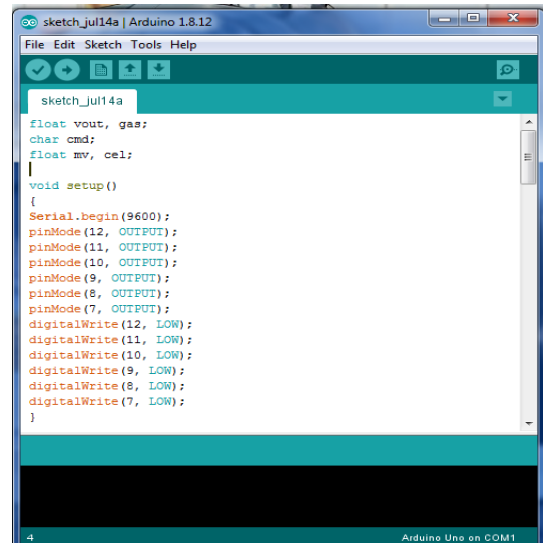 sketch_jul14a | Arduino 1.8.12
File Edit Sketch Tools Help
sketch_jul14a
float vout, gas;
char cmd;
float mv, cel;
void setup()
{
Serial.begin(9600);
pinMode(12, OUTPUT);
pinMode(11, OUTPUT);
pinMode(10, OUTPUT);
pinMode(9, OUTPUT);
pinMode(8, OUTPUT);
pinMode(7, OUTPUT);
digitalWrite(12, LOW);
digitalWrite(11, LOW);
digitalWrite(10, LOW);
digitalWrite(9, LOW);
digitalWrite(8, LOW);
digitalWrite(7, LOW);
}
4 Arduino Uno on COM1